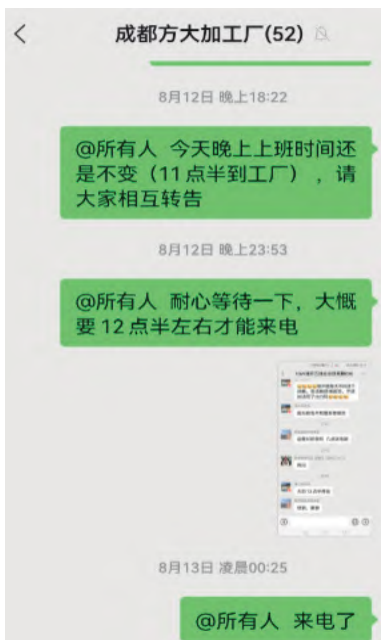 成都方大加工厂(52)
8月12日 晚上18:22
@所有人 今天晚上上班时间还
是不变（11点半到工厂），请
大家相互转告
8月12日 晚上23:53
@所有人 耐心等待一下，大慨
要12点半左右才能来电
8月13日 凌晨00:25
@所有人 来电了